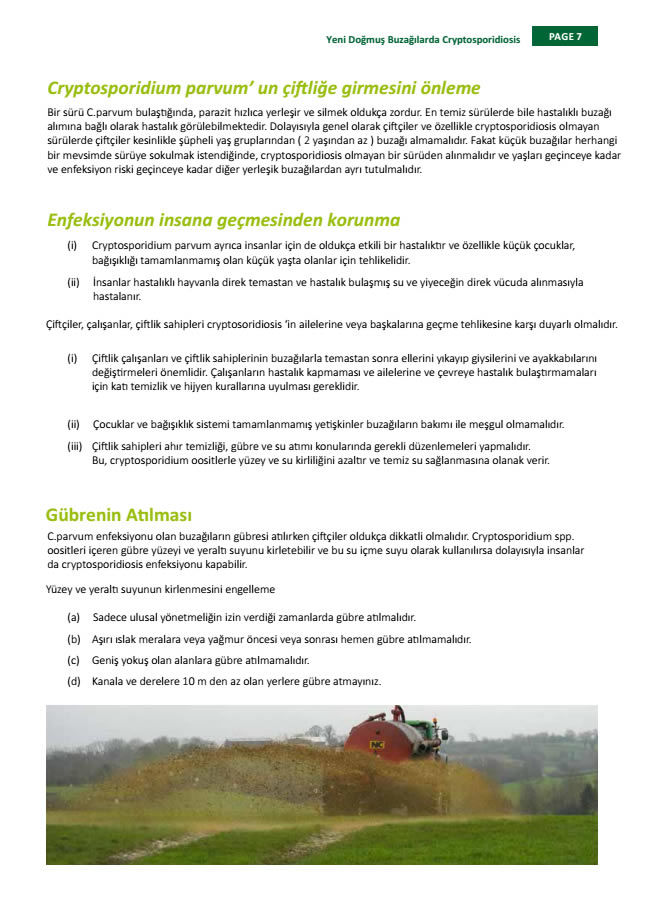 Yeni Doğmuş Buzağılarda Cryptosporidiosis
PAGE 7
Cryptosporidium parvum’ un çiftliğe girmesini önleme
Bir sürü C.parvum bulaştığında, parazit hızlıca yerleşir ve silmek oldukça zordur. En temiz sürülerde bile hastalıklı buzağı
alımına bağlı olarak hastalık görülebilmektedir. Dolayısıyla genel olarak çiftçiler ve özellikle cryptosporidiosis olmayan
sürülerde çiftçiler kesinlikle şüpheli yaş gruplarından ( 2 yaşından az ) buzağı almamalıdır. Fakat küçük buzağılar herhangi
bir mevsimde sürüye sokulmak istendiğinde, cryptosporidiosis olmayan bir sürüden alınmalıdır ve yaşları geçinceye kadar
ve enfeksiyon riski geçinceye kadar diğer yerleşik buzağılardan ayrı tutulmalıdır.
Enfeksiyonun insana geçmesinden korunma
(i) Cryptosporidium parvum ayrıca insanlar için de oldukça etkili bir hastalıktır ve özellikle küçük çocuklar,
bağışıklığı tamamlanmamış olan küçük yaşta olanlar için tehlikelidir.
(ii) İnsanlar hastalıklı hayvanla direk temastan ve hastalık bulaşmış su ve yiyeceğin direk vücuda alınmasıyla
hastalanır.
Çiftçiler, çalışanlar, çiftlik sahipleri cryptosoridiosis ‘in ailelerine veya başkalarına geçme tehlikesine karşı duyarlı olmalıdır.
(i) Çiftlik çalışanları ve çiftlik sahiplerinin buzağılarla temastan sonra ellerini yıkayıp giysilerini ve ayakkabılarını
değiştirmeleri önemlidir. Çalışanların hastalık kapmaması ve ailelerine ve çevreye hastalık bulaştırmamaları
için katı temizlik ve hijyen kurallarına uyulması gereklidir.
(ii) Çocuklar ve bağışıklık sistemi tamamlanmamış yetişkinler buzağıların bakımı ile meşgul olmamalıdır.
(iii) Çiftlik sahipleri ahır temizliği, gübre ve su atımı konularında gerekli düzenlemeleri yapmalıdır.
Bu, cryptosporidium oositlerle yüzey ve su kirliliğini azaltır ve temiz su sağlanmasına olanak verir.
Gübrenin Atılması
C.parvum enfeksiyonu olan buzağıların gübresi atılırken çiftçiler oldukça dikkatli olmalıdır. Cryptosporidium spp.
oositleri içeren gübre yüzeyi ve yeraltı suyunu kirletebilir ve bu su içme suyu olarak kullanılırsa dolayısıyla insanlar
da cryptosporidiosis enfeksiyonu kapabilir.
Yüzey ve yeraltı suyunun kirlenmesini engelleme
(a) Sadece ulusal yönetmeliğin izin verdiği zamanlarda gübre atılmalıdır.
(b) Aşırı ıslak meralara veya yağmur öncesi veya sonrası hemen gübre atılmamalıdır.
(c) Geniş yokuş olan alanlara gübre atılmamalıdır.
(d) Kanala ve derelere 10 m den az olan yerlere gübre atmayınız.
NC